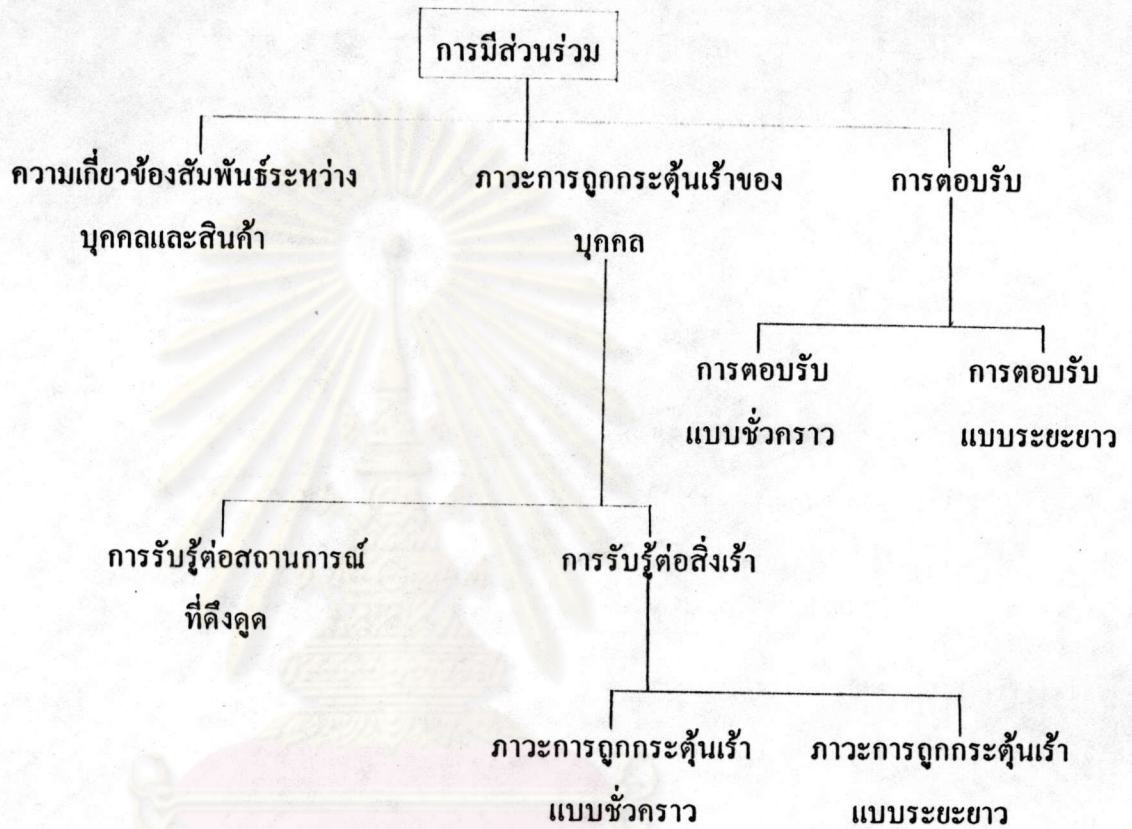 การมีส่วนร่วม
ความเกี่ยวข้องสัมพันธ์ระหว่าง
บุคคลและสินค้า
ภาวะการถูกกระตุ้นเร้าของ
บุคคล
การตอบรับ
การตอบรับ
แบบชั่วคราว
การตอบรับ
แบบระยะยาว
การรับรู้ต่อสถานการณ์
ที่ดึงดูด
การรับรู้ต่อสิ่งเร้า
ภาวะการถูกกระตุ้นเร้า
แบบชั่วคราว
ภาวะการถูกกระตุ้นเร้า
แบบระยะยาว